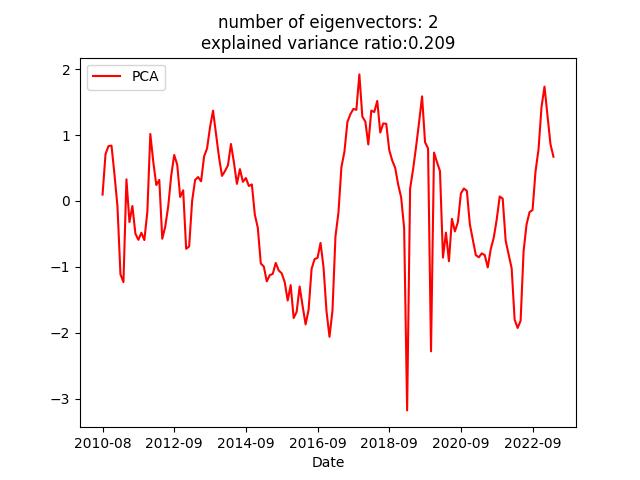 number of eigenvectors: 2
explained variance ratio:0.209
PCA
2
1
0
−1
−2
−3
2010-08 2012-09 2014-09 2016-09 2018-09 2020-09 2022-09
Date